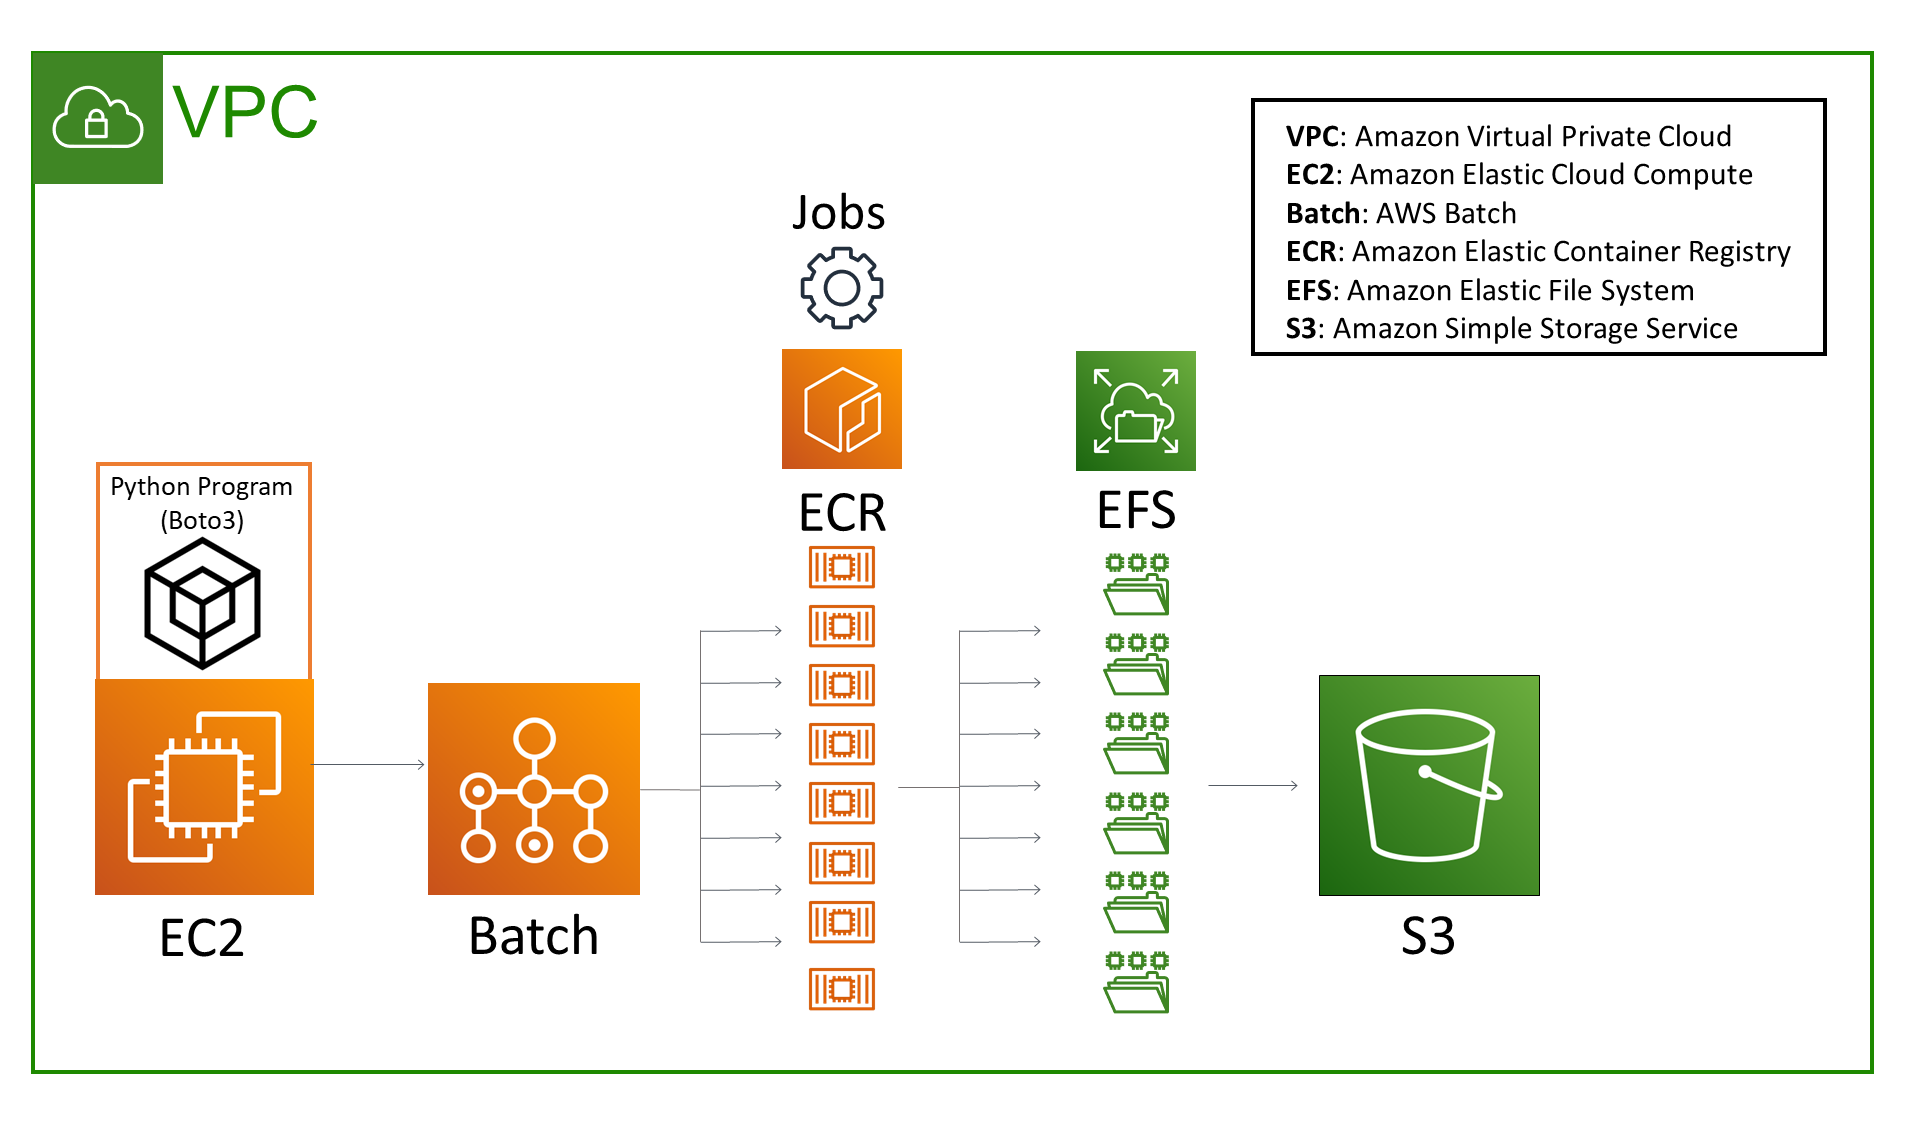 VPC
VPC: Amazon Virtual Private Cloud
EC2: Amazon Elastic Cloud Compute
Batch: AWS Batch
ECR: Amazon Elastic Container Registry
EFS: Amazon Elastic File System
S3: Amazon Simple Storage Service
Jobs
Python Program
(Boto3)
ECR
EFS
EC2
Batch
S3